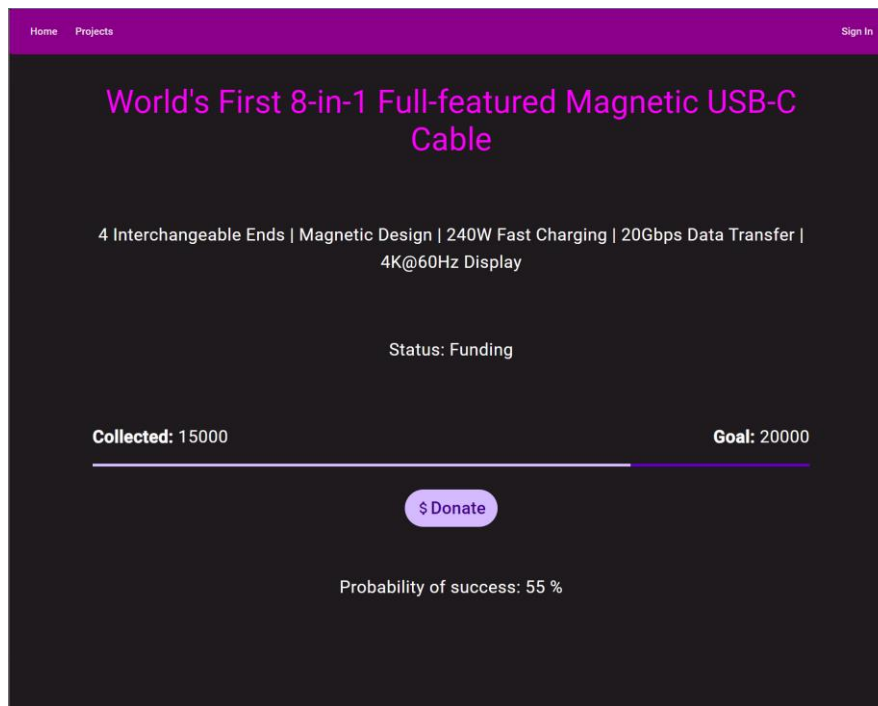 Home Projects Sign In
World's First 8-in-1 Full-featured Magnetic USB-C
Cable
4 Interchangeable Ends | Magnetic Design | 240W Fast Charging | 20Gbps Data Transfer |
4K@60Hz Display
Status: Funding
Collected: 15000 Goal: 20000
$ Donate
Probability of success: 55 %